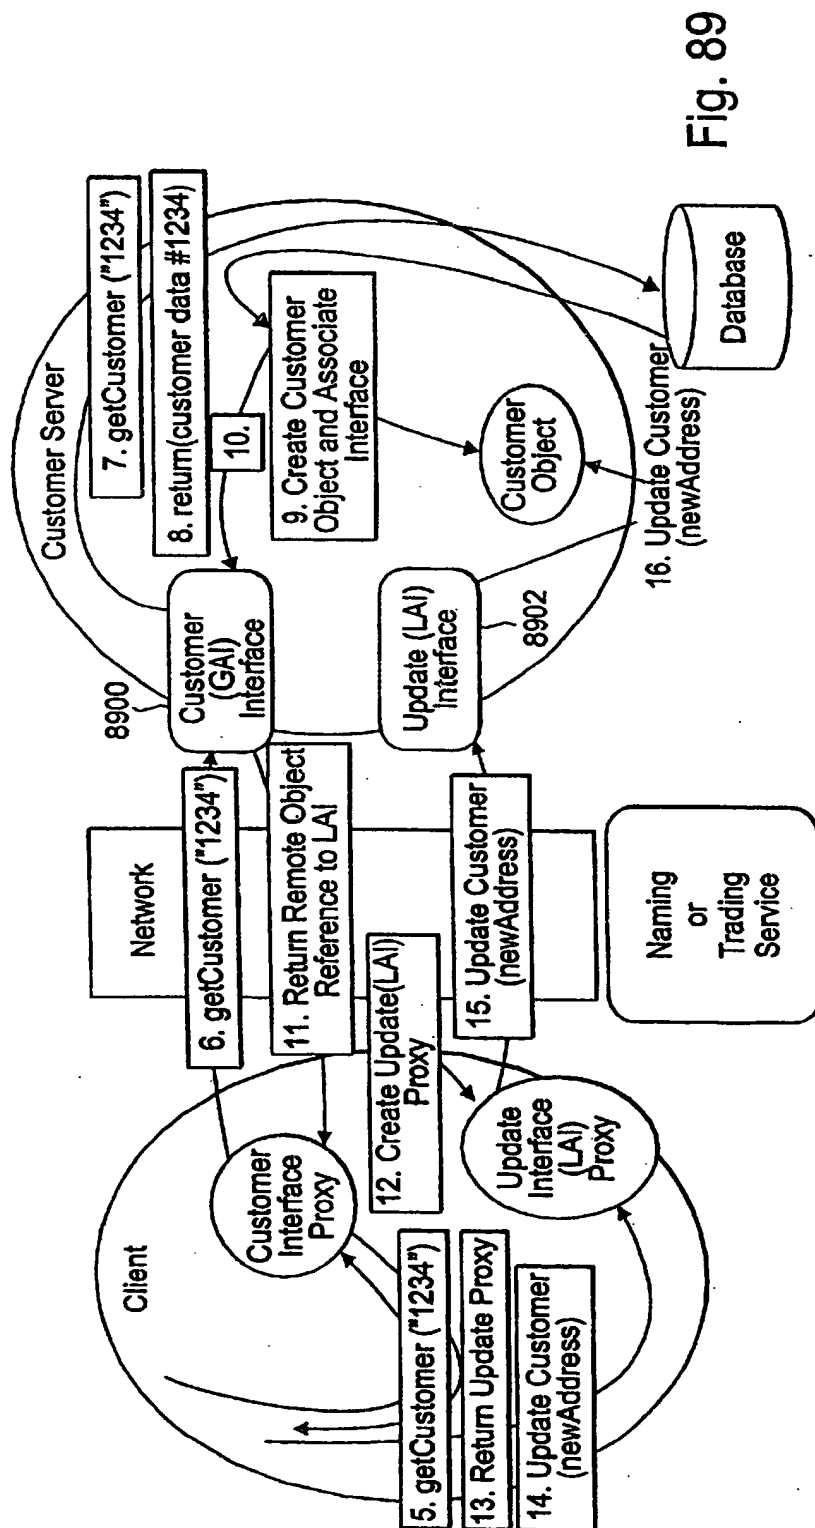 Client
Customer
Interface
Proxy
5. getCustomer ("1234")
13. Return Update Proxy
14. Update Customer
(newAddress)
Update
Interface
(LAI)
Proxy
12. Create Update(LAI)
Proxy
Network
6. getCustomer ("1234")
11. Return Remote Object
Reference to LAI
15. Update Customer
(newAddress)
Naming
or
Trading
Service
8900
Customer
(GAI)
Interface
Update (LAI)
Interface
8902
Customer Server
7. getCustomer ("1234")
8. return(customer data #1234)
10.
9. Create Customer
Object and Associate
Interface
Customer
Object
16. Update Customer
(newAddress)
Database
Fig. 89